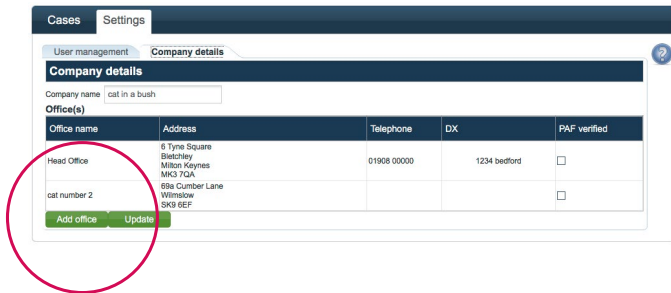 Cases Settings
User management Company details
Company details
Company name cat in a bush
Office(s)
Office name Address Telephone DX PAF verified
Head Office 6 Tyne Square
Bletchley
Milton Keynes
MK3 7QA
01908 00000 1234 bedford
cat number 2 69a Cumber Lane
Wilmslow
SK9 6EF
Add office Update